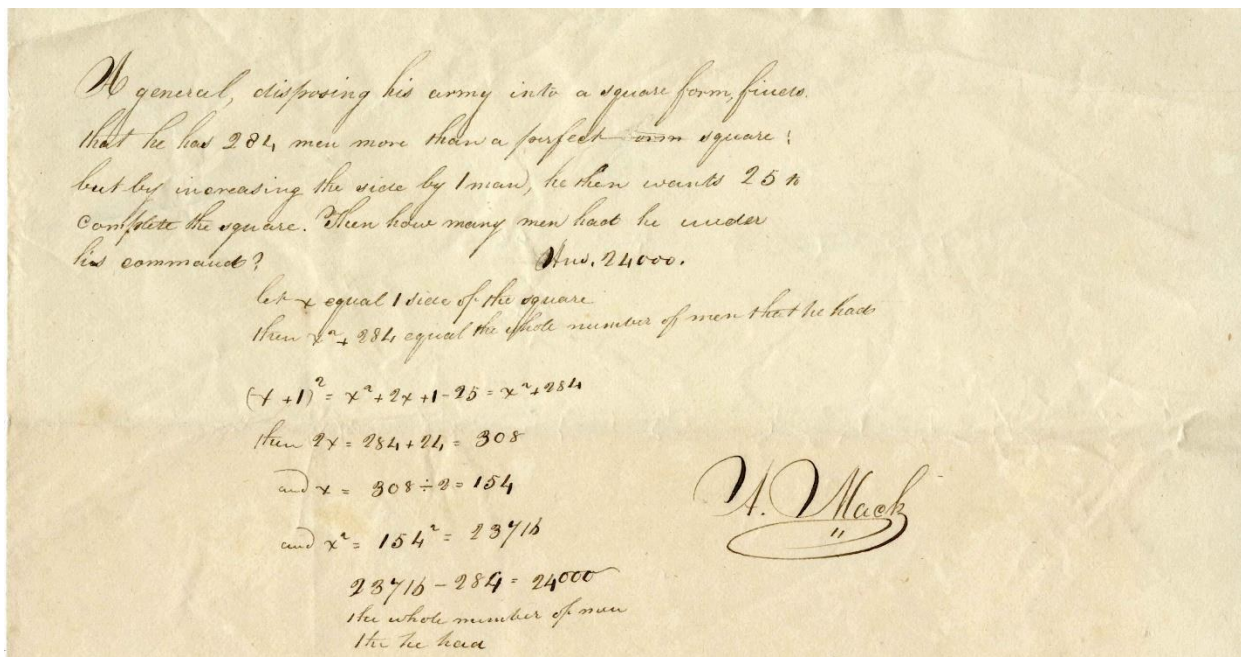 A general, disposing his army into a square form, finds
that he has 284 men more than a perfect square:
but by increasing the side by 1 man, he then wants 25 to
complete the square. Then how many men had he under
his command?
Ans. 24000.
let x equal 1 side of the square
then x²+284 equal the whole number of men that he had
(x+1)² = x²+2x+1-25 = x²+284
then 2x = 284+24 = 308
and x = 308÷2 = 154
and x² = 154² = 23716
23716-284 = 24000
the whole number of men
the he had
A. Mack